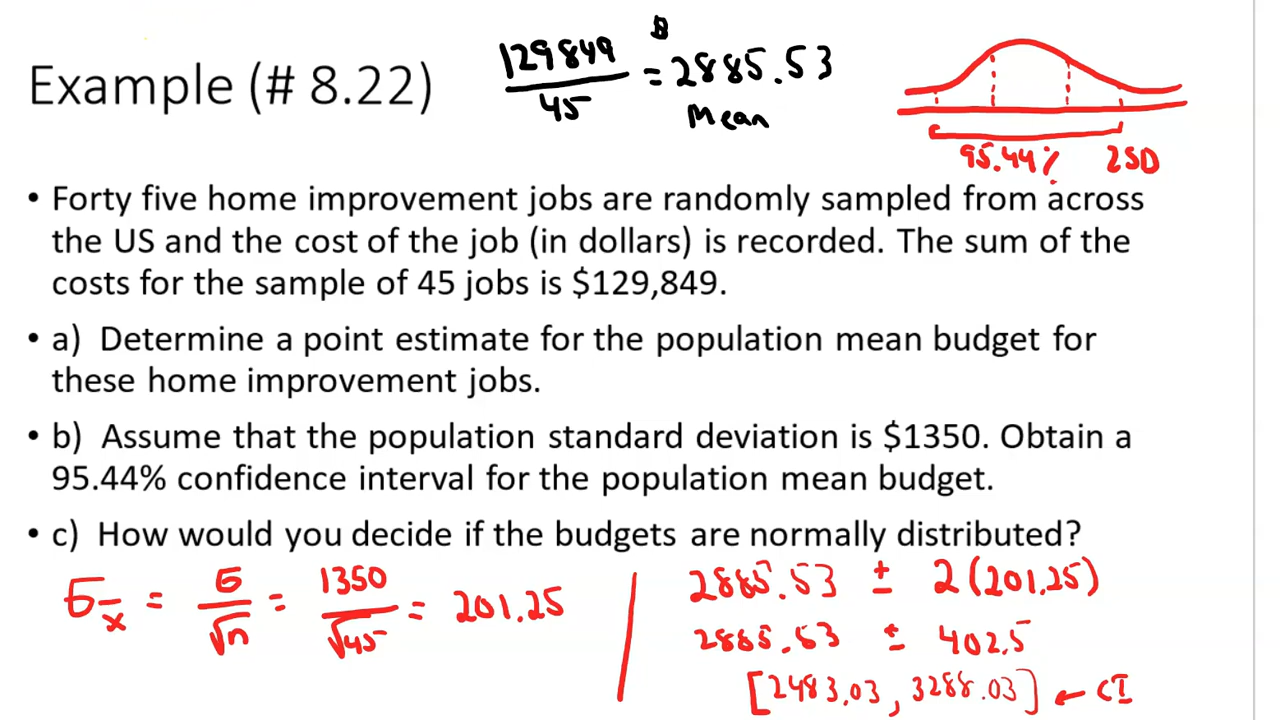 Example (# 8.22)
129849 / 45 = 2885.53
Mean
95.44% 2SD
• Forty five home improvement jobs are randomly sampled from across
the US and the cost of the job (in dollars) is recorded. The sum of the
costs for the sample of 45 jobs is $129,849.
• a) Determine a point estimate for the population mean budget for
these home improvement jobs.
• b) Assume that the population standard deviation is $1350. Obtain a
95.44% confidence interval for the population mean budget.
• c) How would you decide if the budgets are normally distributed?
σx̄ = σ/√n = 1350/√45 = 201.25
2885.53 ± 2(201.25)
2885.53 ± 402.5
[2483.03, 3288.03] ← CI